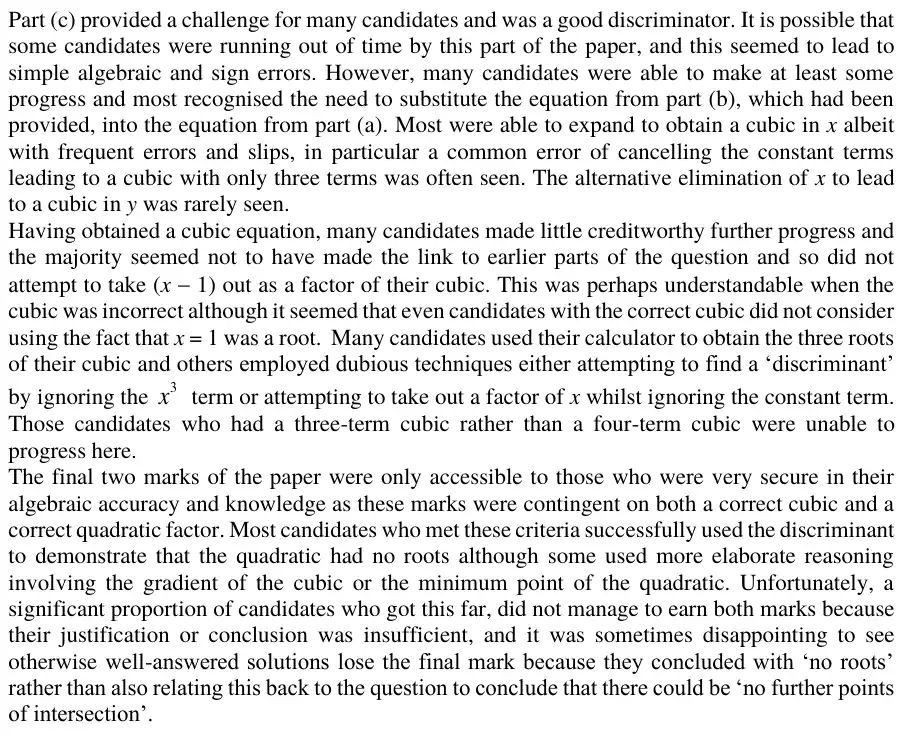 Part (c) provided a challenge for many candidates and was a good discriminator. It is possible that
some candidates were running out of time by this part of the paper, and this seemed to lead to
simple algebraic and sign errors. However, many candidates were able to make at least some
progress and most recognised the need to substitute the equation from part (b), which had been
provided, into the equation from part (a). Most were able to expand to obtain a cubic in x albeit
with frequent errors and slips, in particular a common error of cancelling the constant terms
leading to a cubic with only three terms was often seen. The alternative elimination of x to lead
to a cubic in y was rarely seen.
Having obtained a cubic equation, many candidates made little creditworthy further progress and
the majority seemed not to have made the link to earlier parts of the question and so did not
attempt to take (x − 1) out as a factor of their cubic. This was perhaps understandable when the
cubic was incorrect although it seemed that even candidates with the correct cubic did not consider
using the fact that x = 1 was a root. Many candidates used their calculator to obtain the three roots
of their cubic and others employed dubious techniques either attempting to find a ‘discriminant’
by ignoring the x³ term or attempting to take out a factor of x whilst ignoring the constant term.
Those candidates who had a three-term cubic rather than a four-term cubic were unable to
progress here.
The final two marks of the paper were only accessible to those who were very secure in their
algebraic accuracy and knowledge as these marks were contingent on both a correct cubic and a
correct quadratic factor. Most candidates who met these criteria successfully used the discriminant
to demonstrate that the quadratic had no roots although some used more elaborate reasoning
involving the gradient of the cubic or the minimum point of the quadratic. Unfortunately, a
significant proportion of candidates who got this far, did not manage to earn both marks because
their justification or conclusion was insufficient, and it was sometimes disappointing to see
otherwise well-answered solutions lose the final mark because they concluded with ‘no roots’
rather than also relating this back to the question to conclude that there could be ‘no further points
of intersection’.